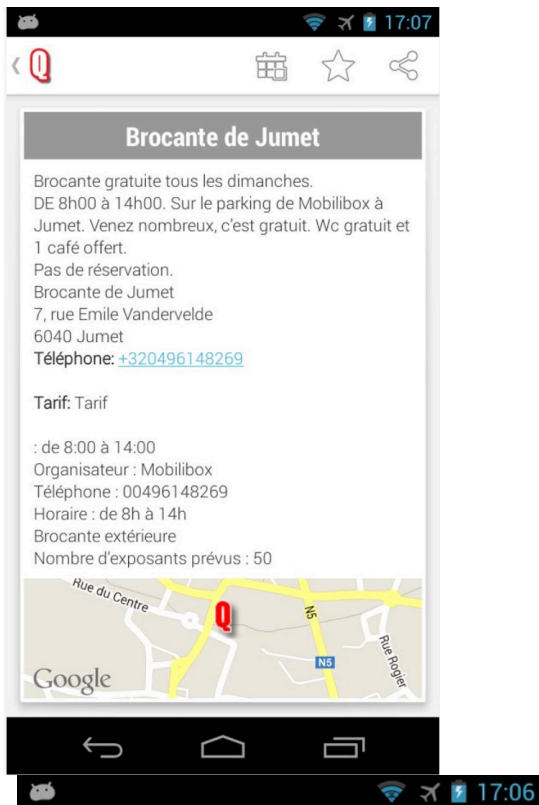 17:07
Q
Brocante de Jumet
Brocante gratuite tous les dimanches.
DE 8h00 à 14h00. Sur le parking de Mobilibox à
Jumet. Venez nombreux, c'est gratuit. Wc gratuit et
1 café offert.
Pas de réservation.
Brocante de Jumet
7, rue Emile Vandervelde
6040 Jumet
Téléphone: +320496148269
Tarif: Tarif
: de 8:00 à 14:00
Organisateur : Mobilibox
Téléphone : 00496148269
Horaire : de 8h à 14h
Brocante extérieure
Nombre d'exposants prévus : 50
Rue du Centre
Q
N5
N5
Rue Rogier
Google
17:06